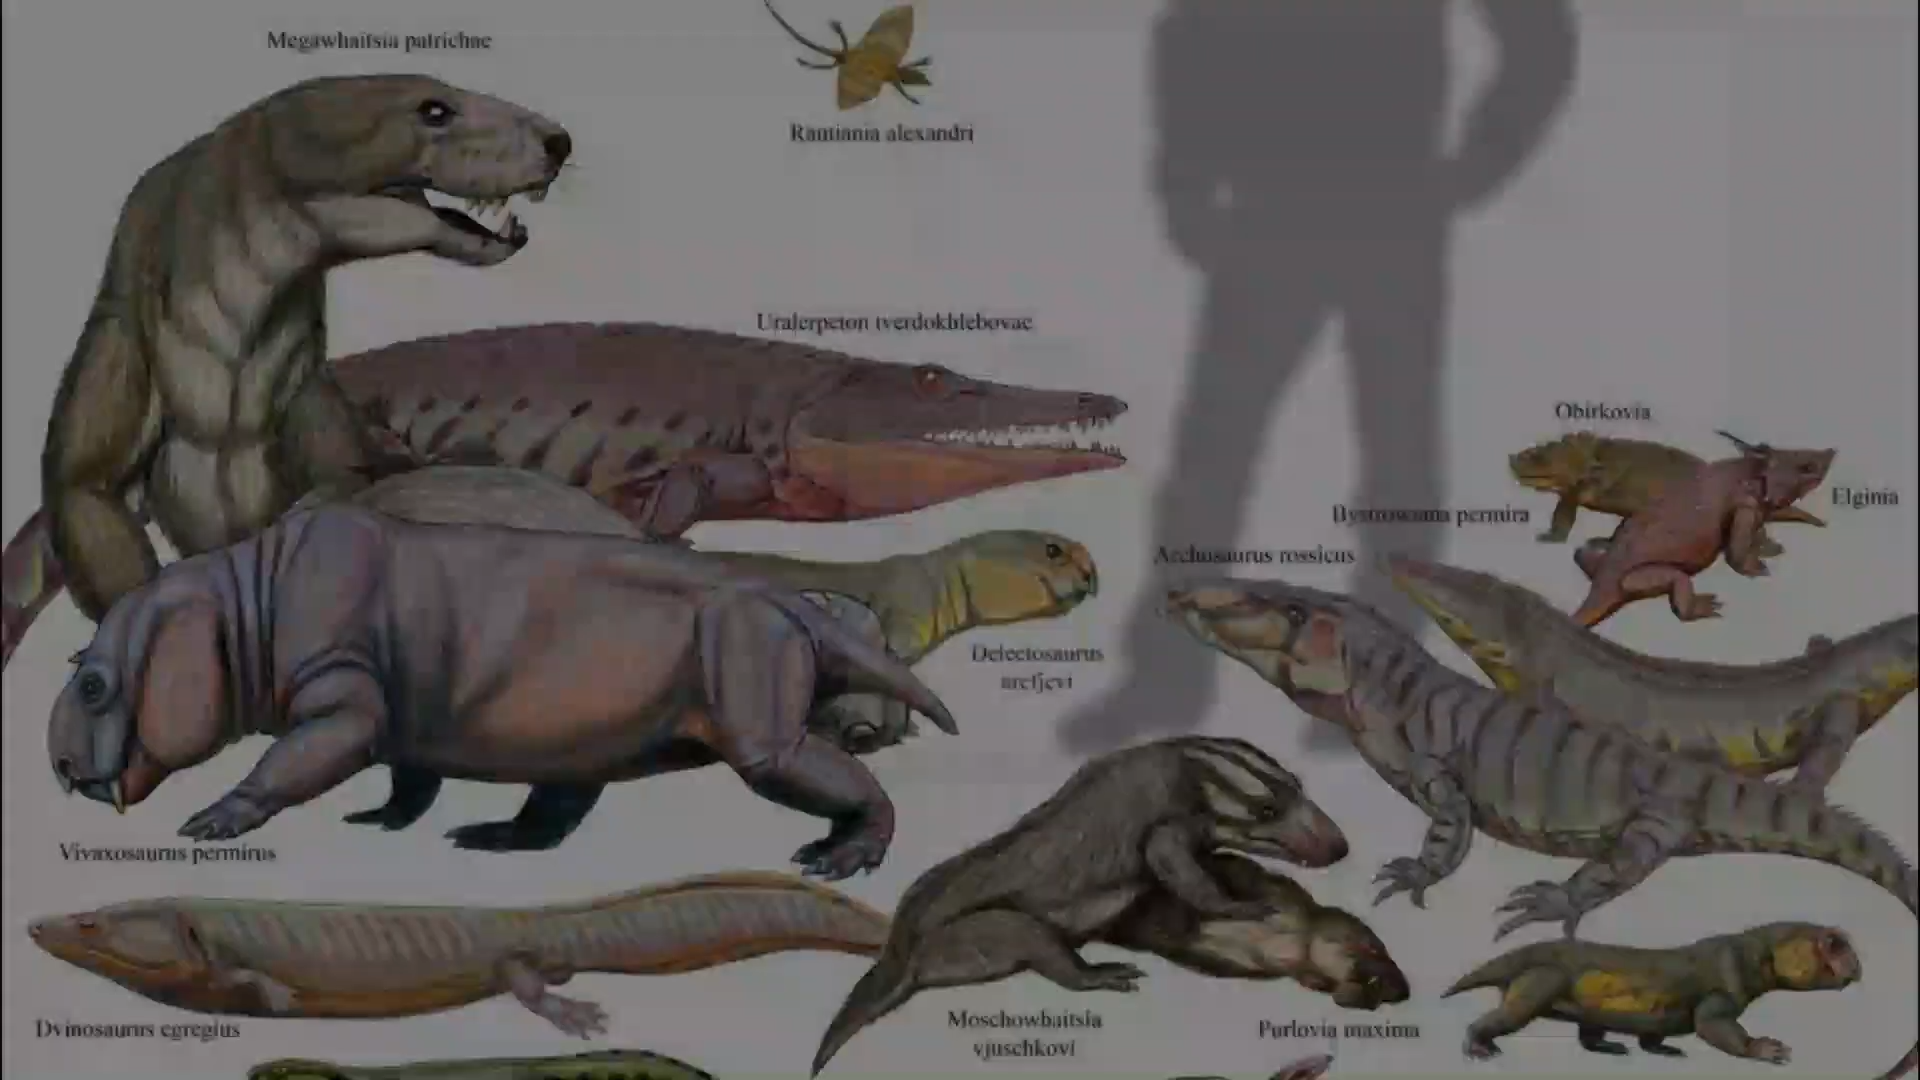 Megawhaitsia patrichae
Rautiania alexandri
Uralerpeton tverdokhlebovae
Obirkovia
Elginia
Bystrowiana permira
Archosaurus rossicus
Delectosaurus
arefjevi
Vivaxosaurus permirus
Dvinosaurus egregius
Moschowhaitsia
vjuschkovi
Purlovia maxima